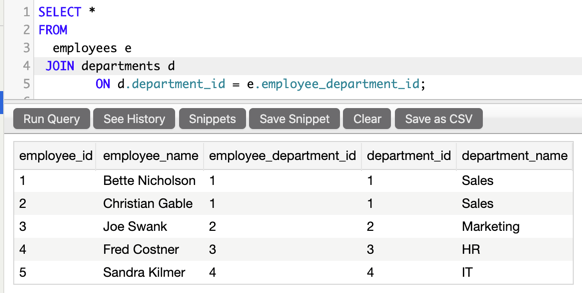 1 SELECT *
2 FROM
3 employees e
4 JOIN departments d
5 ON d.department_id = e.employee_department_id;
Run Query See History Snippets Save Snippet Clear Save as CSV
employee_id employee_name employee_department_id department_id department_name
1 Bette Nicholson 1 1 Sales
2 Christian Gable 1 1 Sales
3 Joe Swank 2 2 Marketing
4 Fred Costner 3 3 HR
5 Sandra Kilmer 4 4 IT